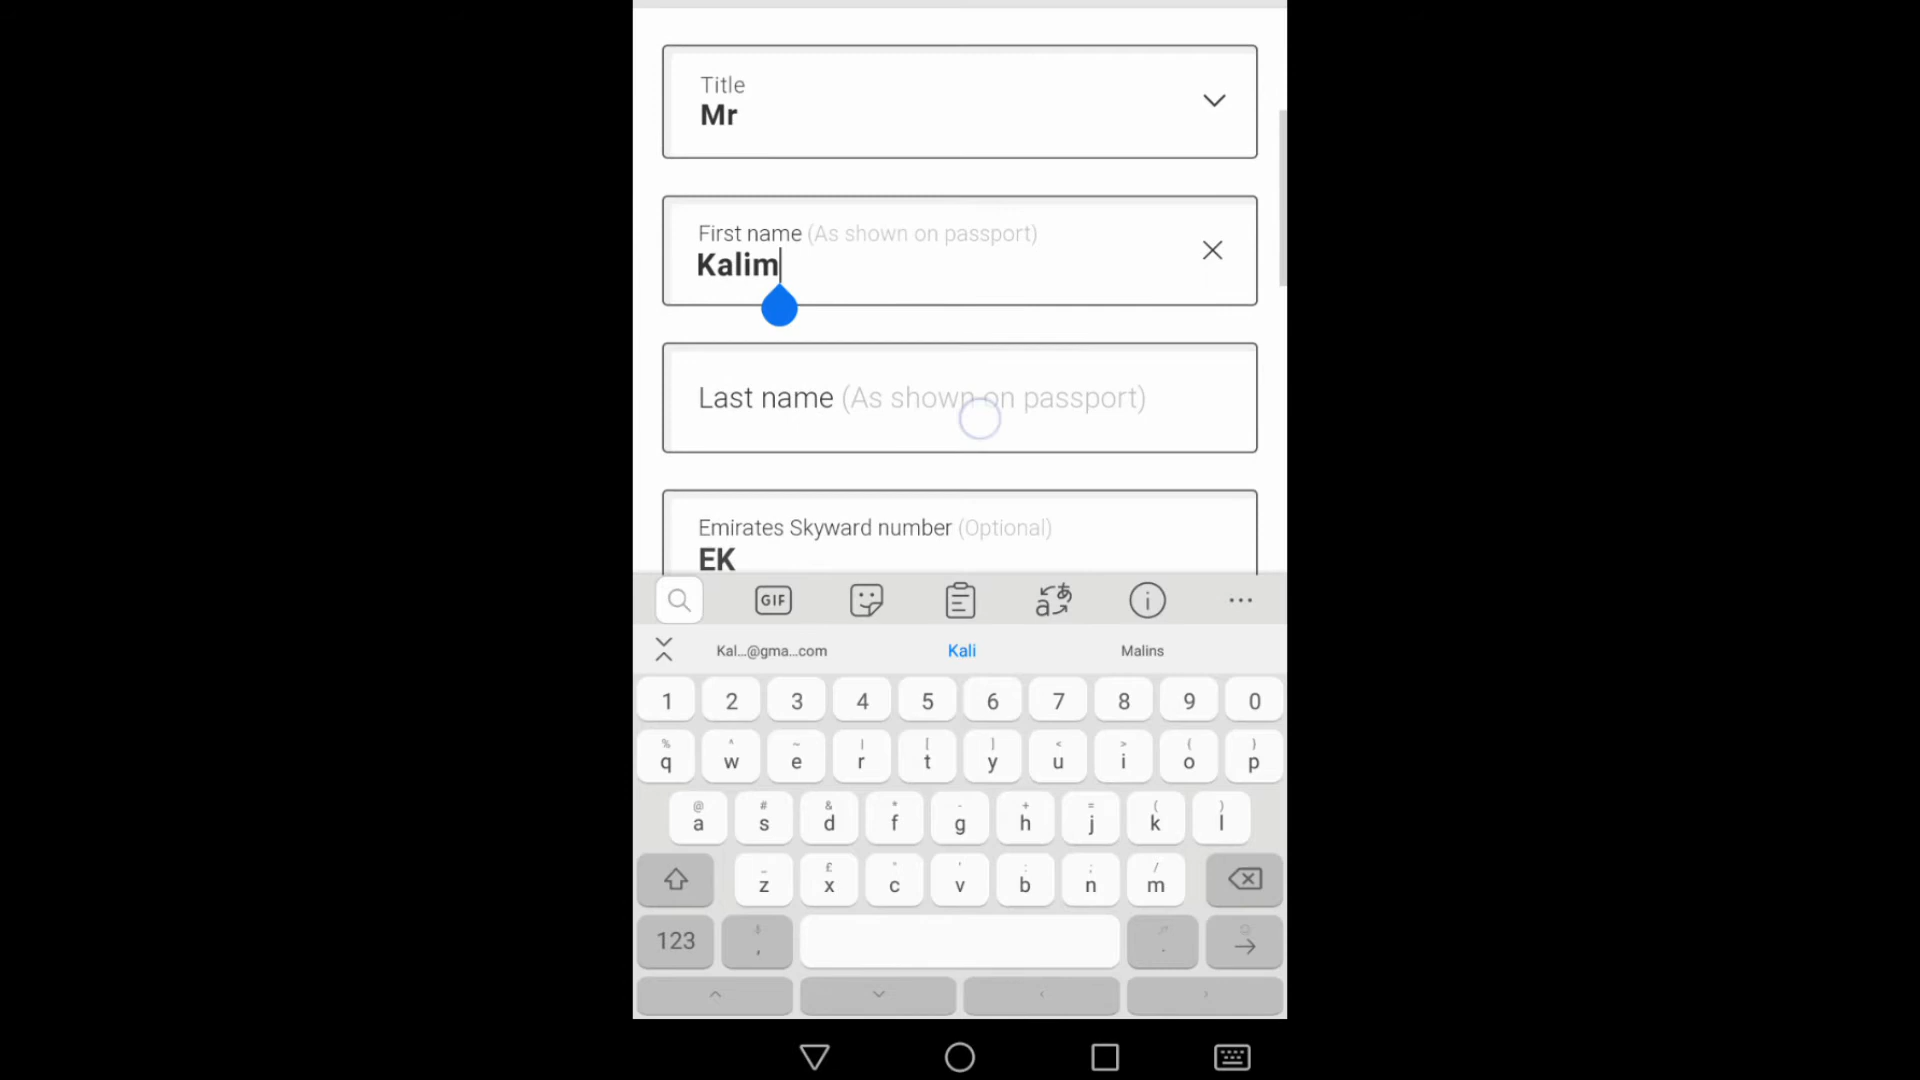 Title
Mr
First name (As shown on passport)
Kalim
Last name (As shown on passport)
Emirates Skyward number (Optional)
EK
GIF
Kal...@gma...com Kali Malins
1 2 3 4 5 6 7 8 9 0
% ^ ~ | [ ] < > { }
q w e r t y u i o p
@ # & * - + = ( )
a s d f g h j k l
_ £ " ' : ; /
z x c v b n m
123 , .